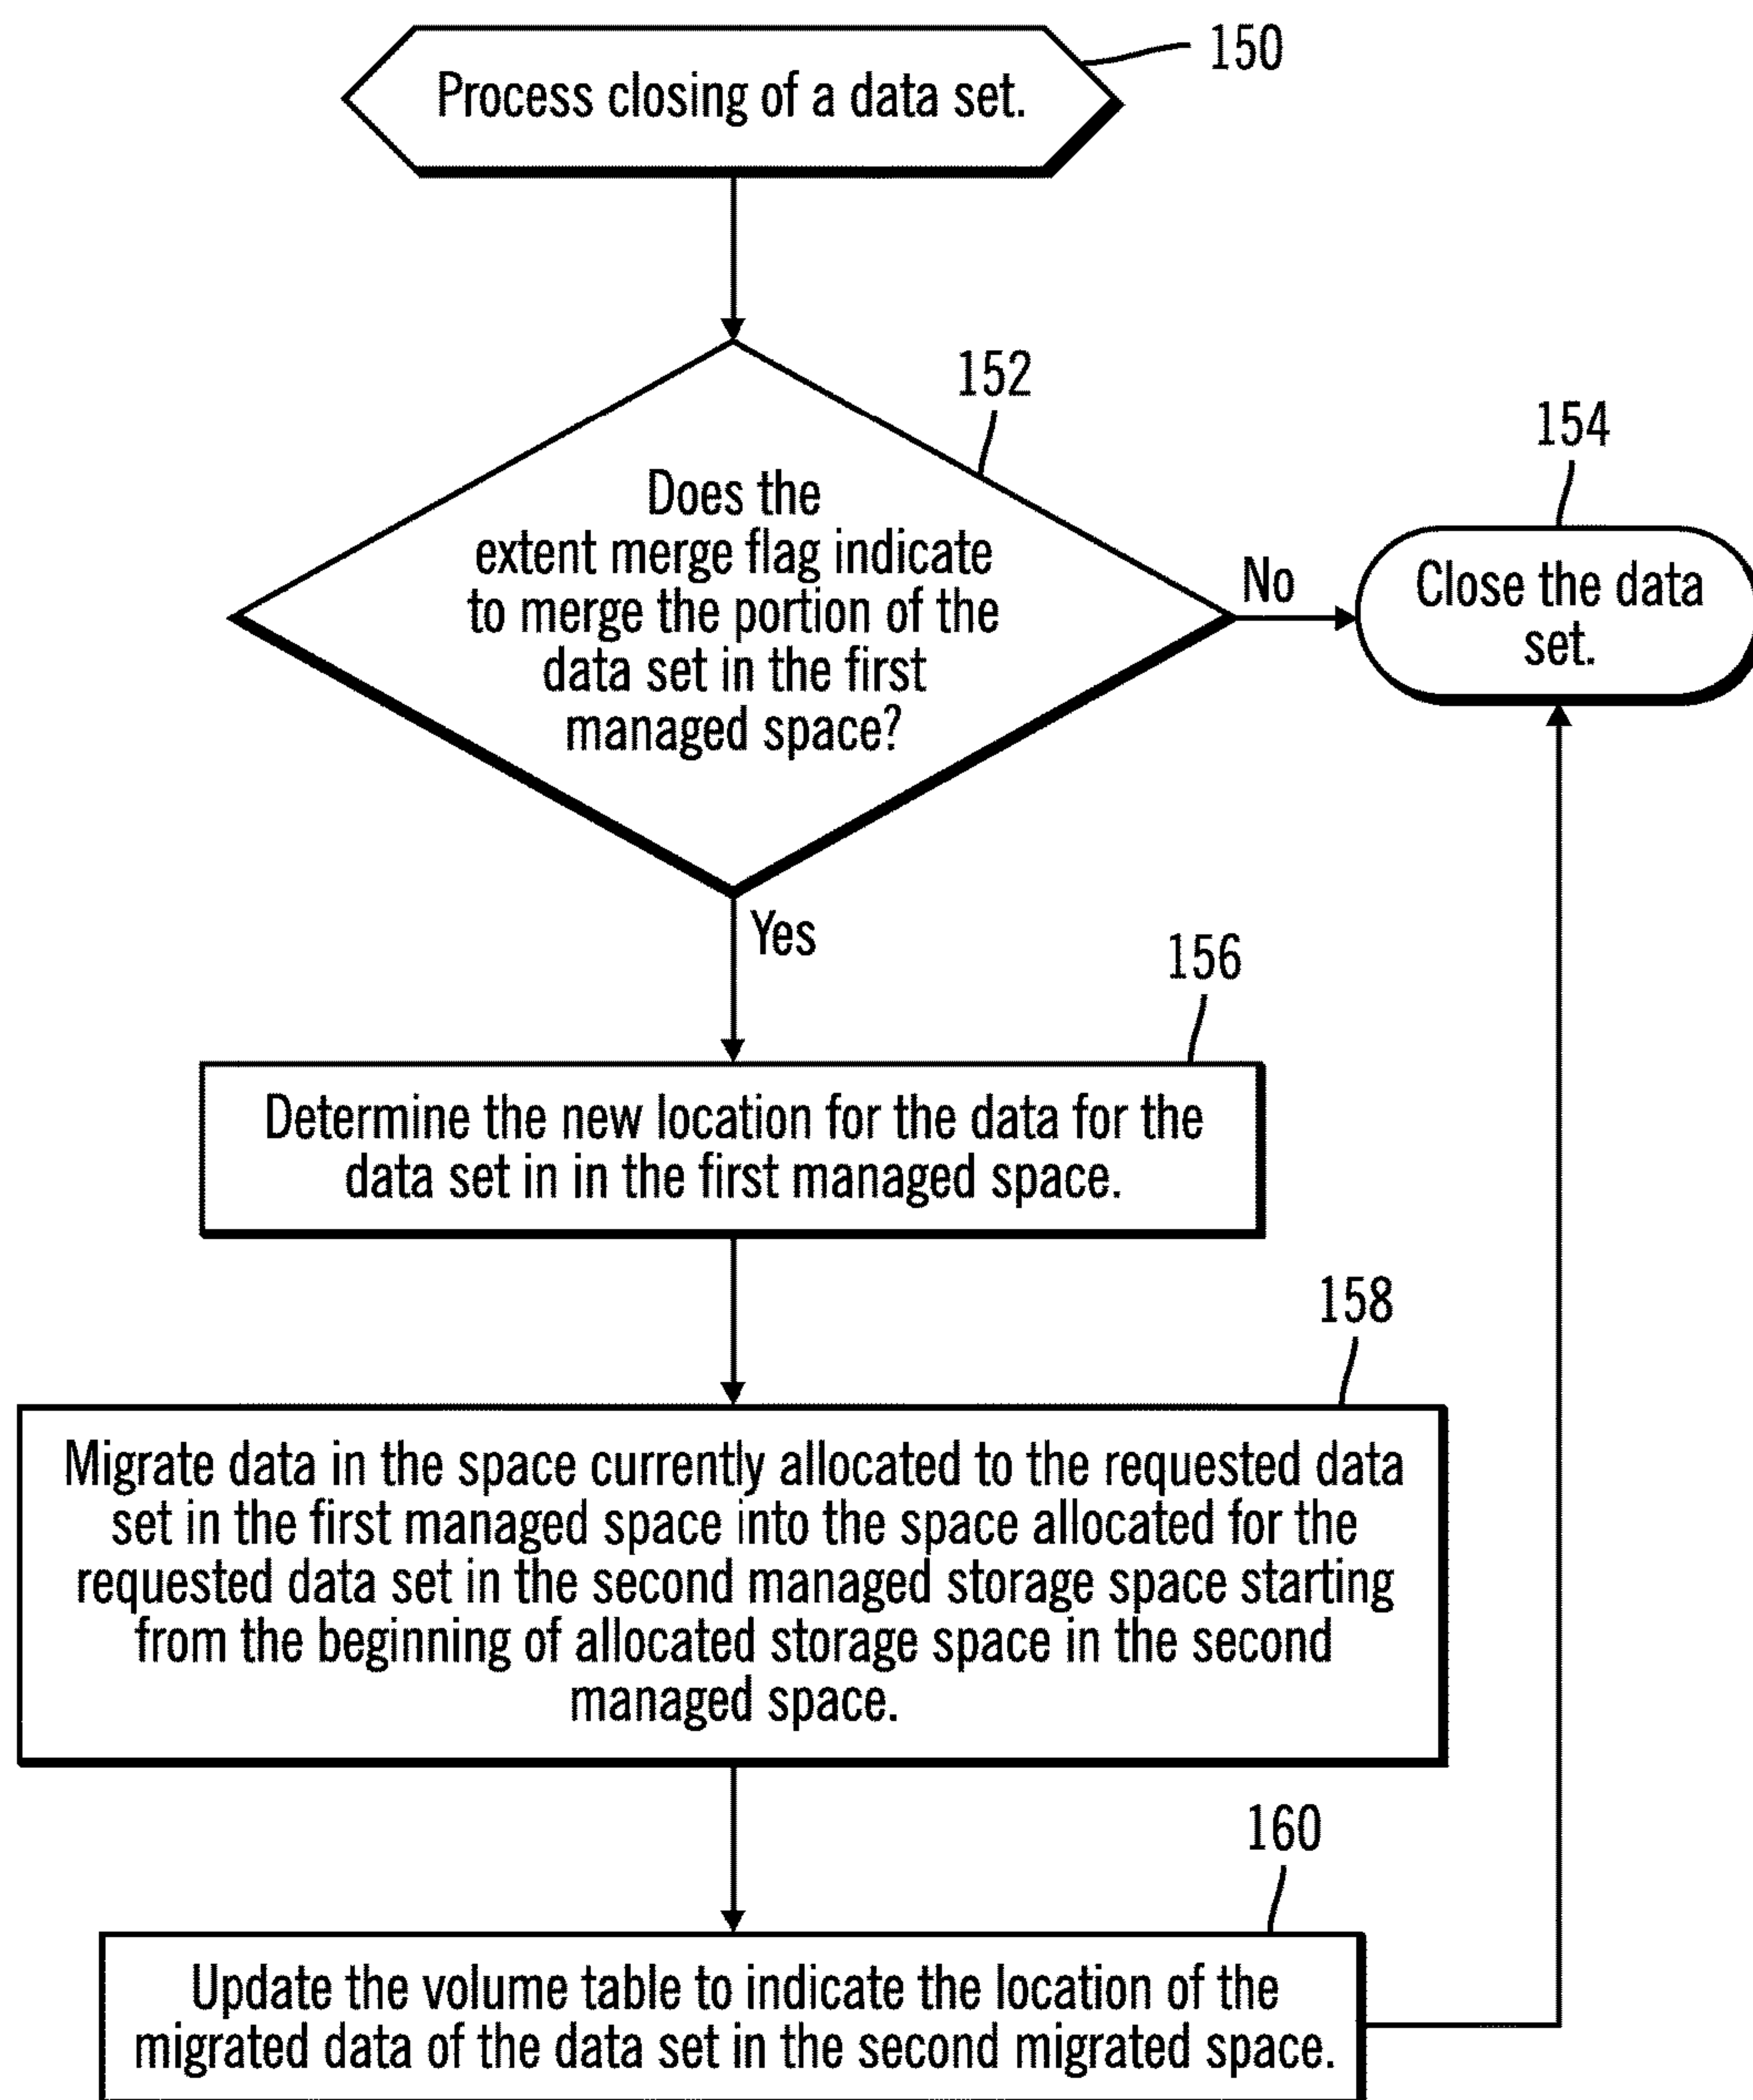 150
Process closing of a data set.
152
Does the
extent merge flag indicate
to merge the portion of the
data set in the first
managed space?
No
154
Close the data
set.
Yes
156
Determine the new location for the data for the
data set in in the first managed space.
158
Migrate data in the space currently allocated to the requested data
set in the first managed space into the space allocated for the
requested data set in the second managed storage space starting
from the beginning of allocated storage space in the second
managed space.
160
Update the volume table to indicate the location of the
migrated data of the data set in the second migrated space.